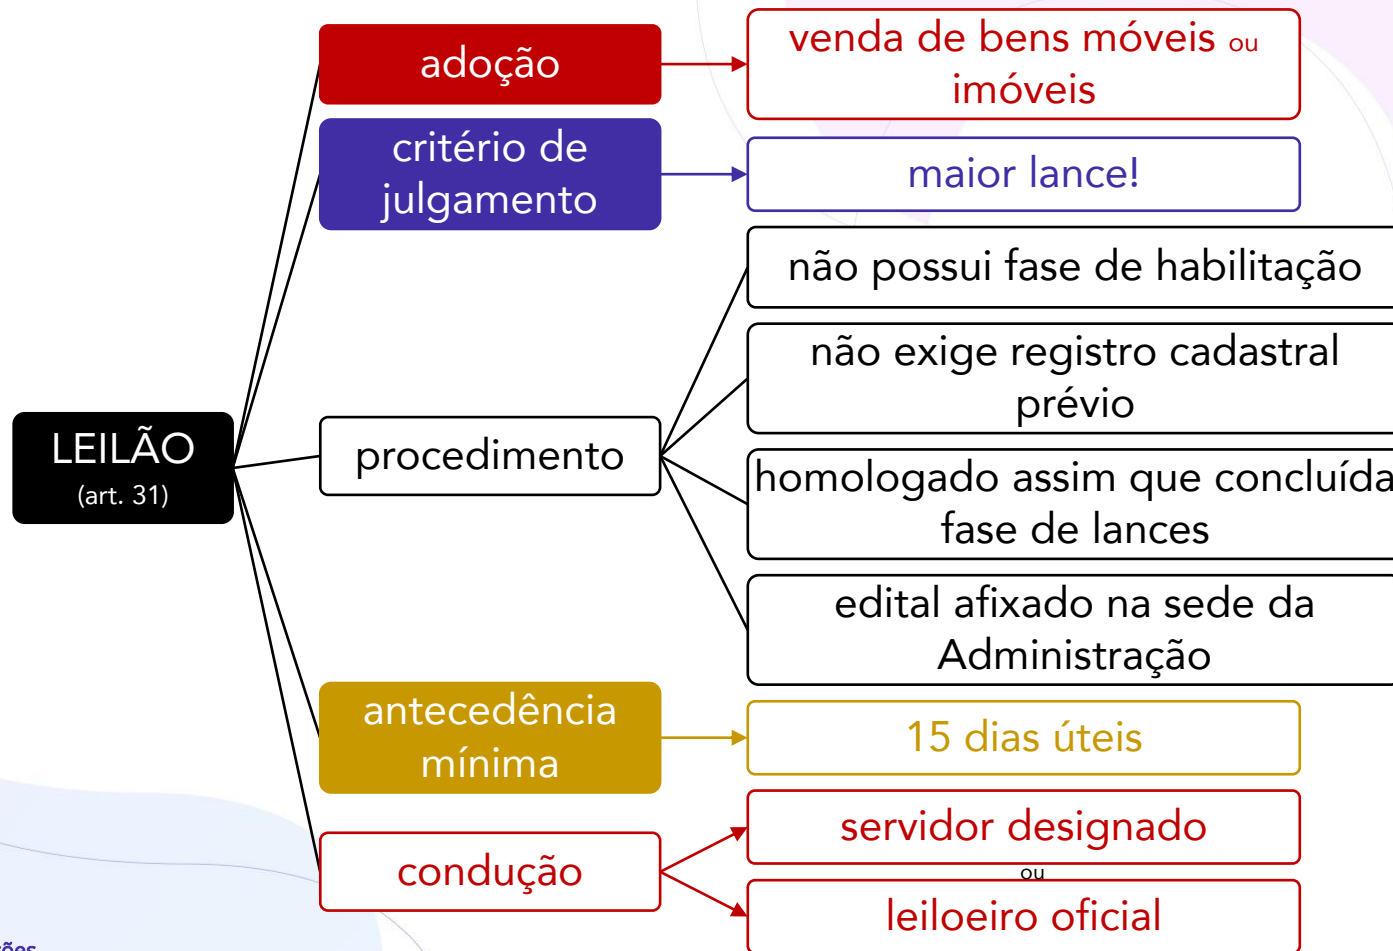 adoção
venda de bens móveis ou
imóveis
critério de
julgamento
maior lance!
LEILÃO
(art. 31)
procedimento
não possui fase de habilitação
não exige registro cadastral
prévio
homologado assim que concluída
fase de lances
edital afixado na sede da
Administração
antecedência
mínima
15 dias úteis
condução
servidor designado
ou
leiloeiro oficial